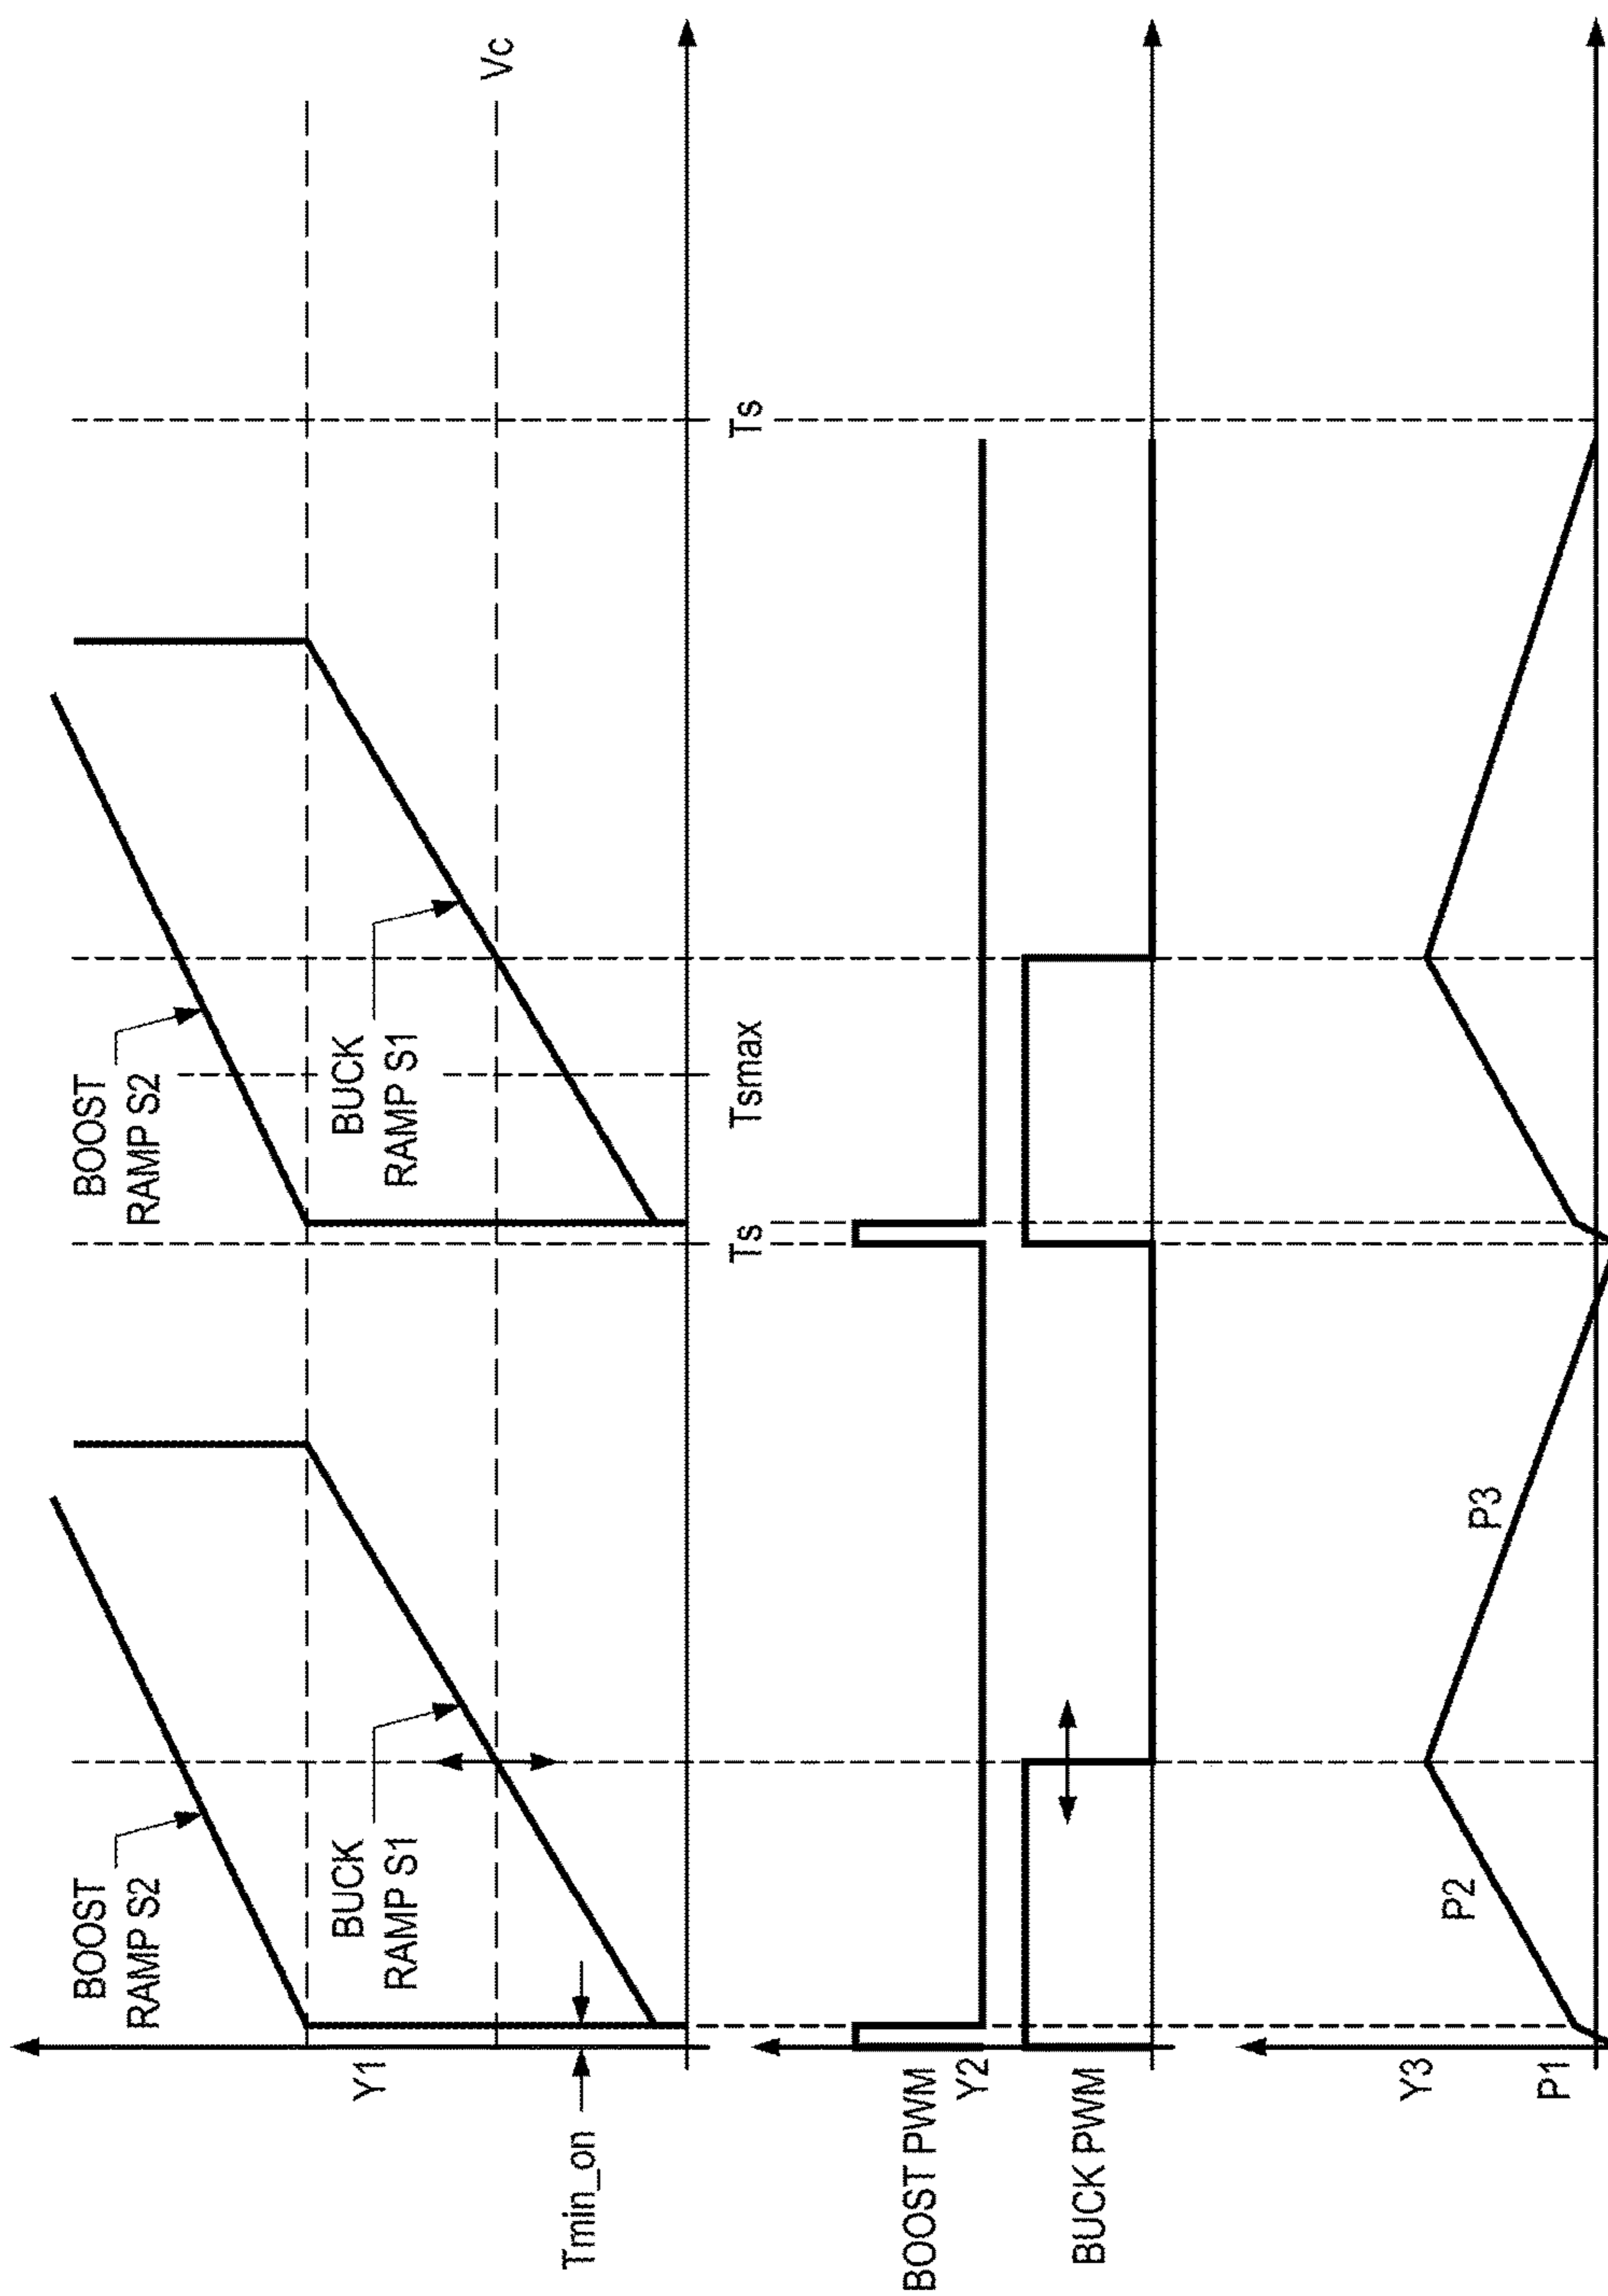 BOOST
RAMP S2
BOOST
RAMP S2
Vc
BUCK
RAMP S1
BUCK
RAMP S1
Y1
Tmin_on
Ts
Tsmax
Ts
BOOST PWM
Y2
BUCK PWM
Y3
P1
P2
P3